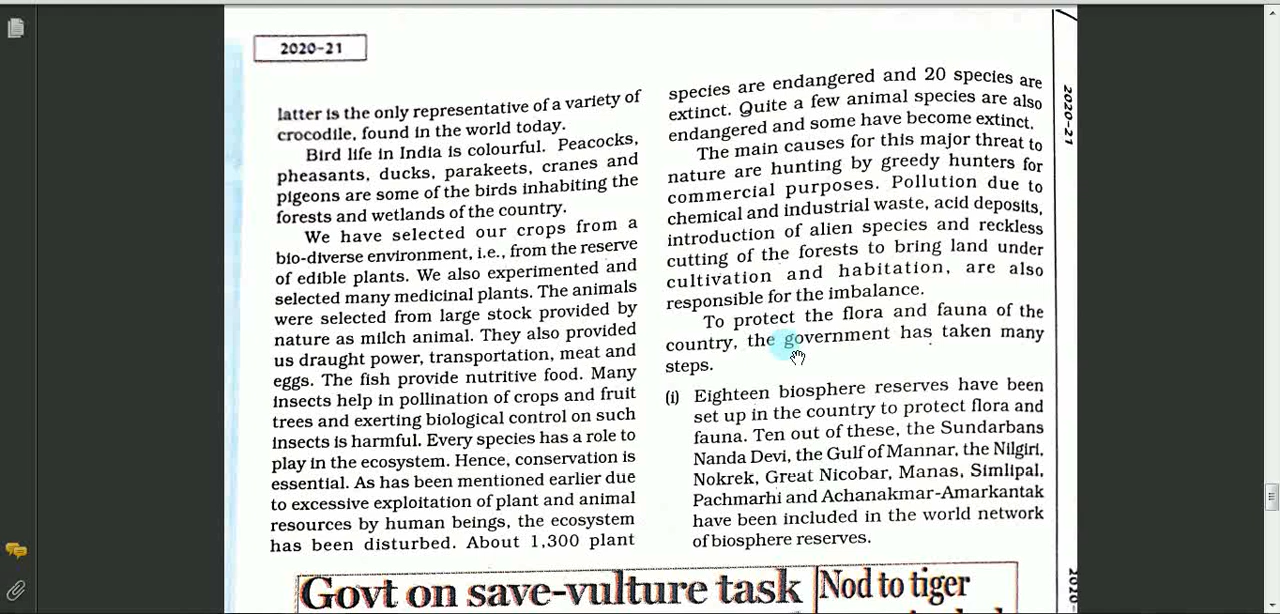 2020-21
latter is the only representative of a variety of
crocodile, found in the world today.
Bird life in India is colourful. Peacocks,
pheasants, ducks, parakeets, cranes and
pigeons are some of the birds inhabiting the
forests and wetlands of the country.
We have selected our crops from a
bio-diverse environment, i.e., from the reserve
of edible plants. We also experimented and
selected many medicinal plants. The animals
were selected from large stock provided by
nature as milch animal. They also provided
us draught power, transportation, meat and
eggs. The fish provide nutritive food. Many
insects help in pollination of crops and fruit
trees and exerting biological control on such
insects is harmful. Every species has a role to
play in the ecosystem. Hence, conservation is
essential. As has been mentioned earlier due
to excessive exploitation of plant and animal
resources by human beings, the ecosystem
has been disturbed. About 1,300 plant
species are endangered and 20 species are
extinct. Quite a few animal species are also
endangered and some have become extinct.
The main causes for this major threat to
nature are hunting by greedy hunters for
commercial purposes. Pollution due to
chemical and industrial waste, acid deposits,
introduction of alien species and reckless
cutting of the forests to bring land under
cultivation and habitation, are also
responsible for the imbalance.
To protect the flora and fauna of the
country, the government has taken many
steps.
(i) Eighteen biosphere reserves have been
set up in the country to protect flora and
fauna. Ten out of these, the Sundarbans
Nanda Devi, the Gulf of Mannar, the Nilgiri,
Nokrek, Great Nicobar, Manas, Simlipal,
Pachmarhi and Achanakmar-Amarkantak
have been included in the world network
of biosphere reserves.
Govt on save-vulture task
Nod to tiger
2020-21